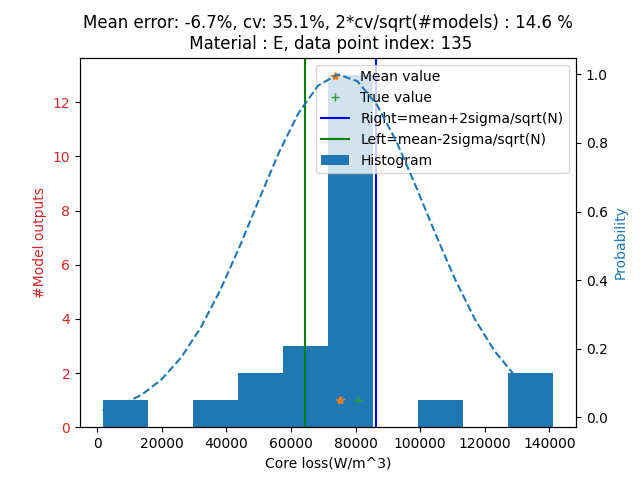 Mean error: -6.7%, cv: 35.1%, 2*cv/sqrt(#models) : 14.6 %
Material : E, data point index: 135
Mean value
True value
Right=mean+2sigma/sqrt(N)
Left=mean-2sigma/sqrt(N)
Histogram
#Model outputs
12
10
8
6
4
2
0
1.0
0.8
0.6
0.4
0.2
0.0
Probability
0 20000 40000 60000 80000 100000 120000 140000
Core loss(W/m^3)